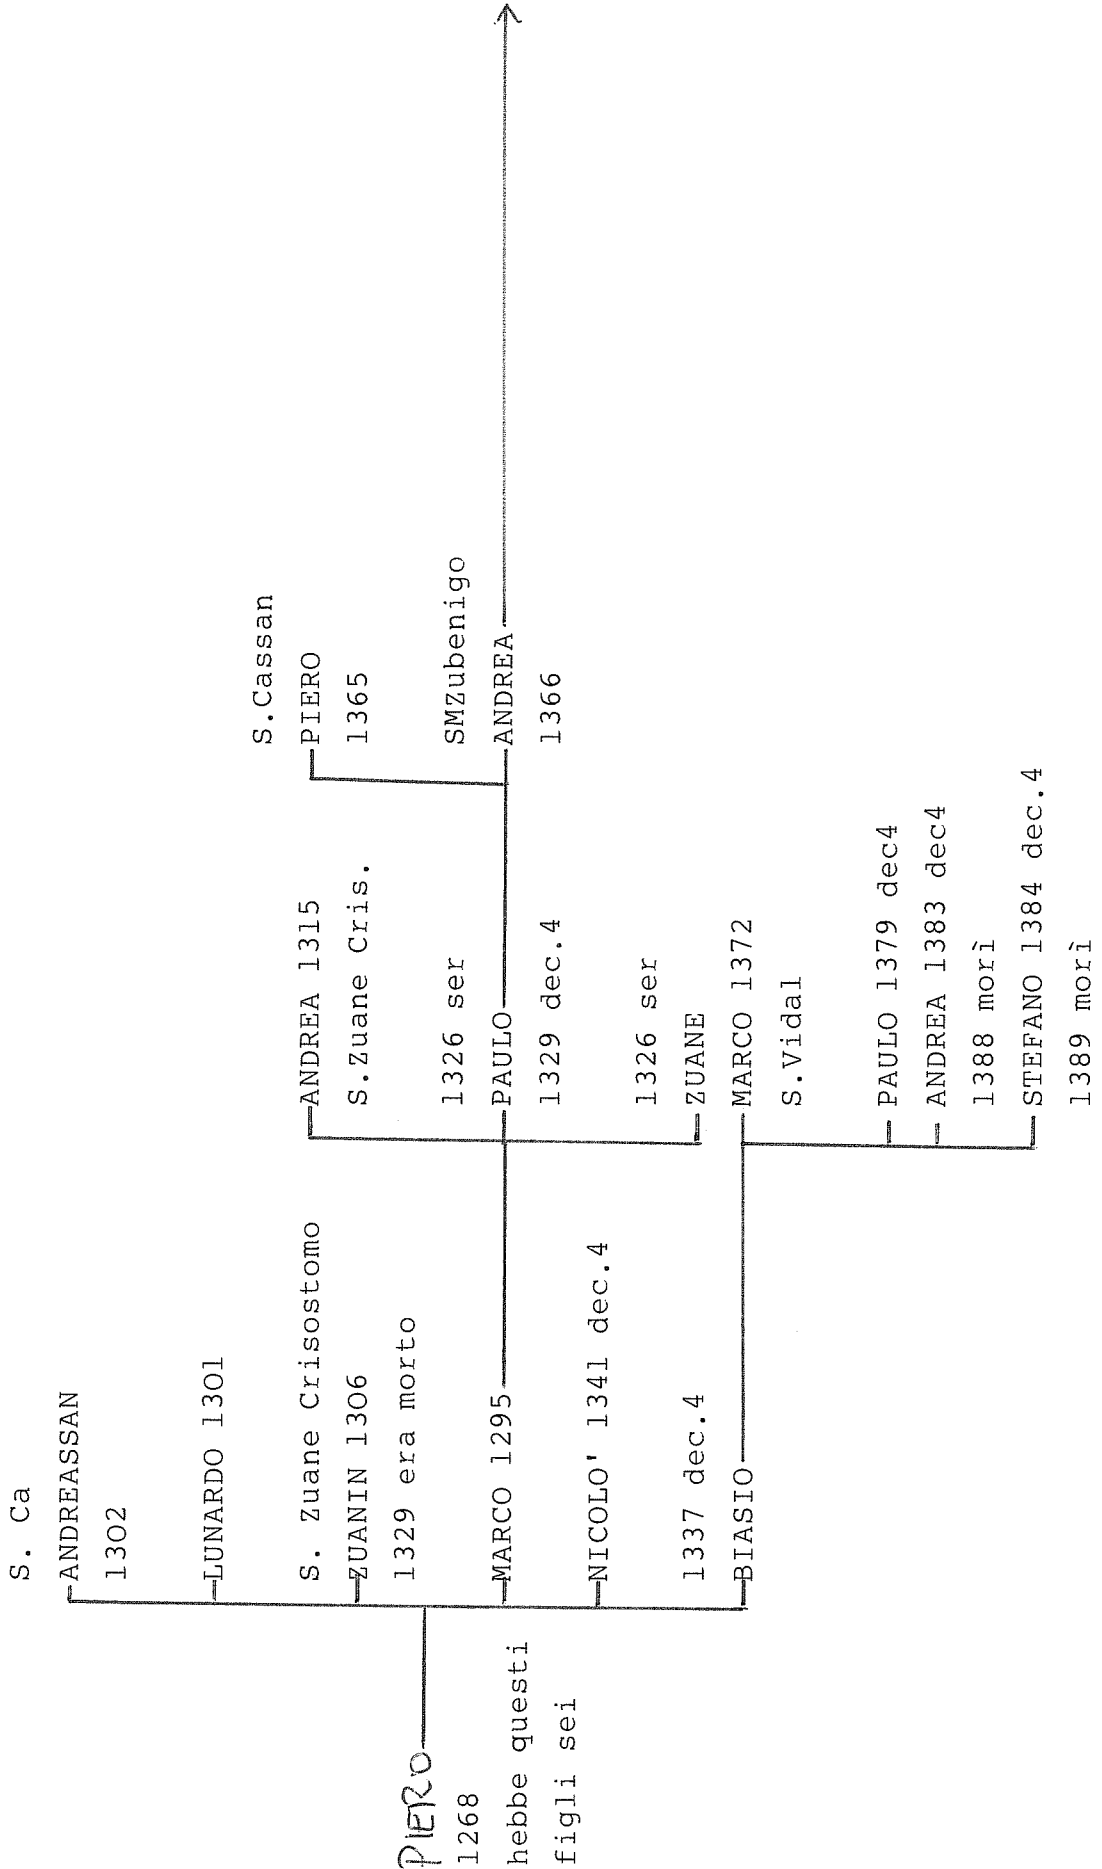 PIERO
1268
hebbe questi
figli sei
S. Ca
ANDREASSAN
1302
LUNARDO 1301
S. Zuane Crisostomo
ZUANIN 1306
1329 era morto
MARCO 1295
NICOLO' 1341 dec.4
1337 dec.4
BIASIO
ANDREA 1315
S.Zuane Cris.
1326 ser
PAULO
1329 dec.4
1326 ser
ZUANE
MARCO 1372
S.Vidal
PAULO 1379 dec4
ANDREA 1383 dec4
1388 morì
STEFANO 1384 dec.4
1389 morì
S.Cassan
PIERO
1365
SMZubenigo
ANDREA
1366